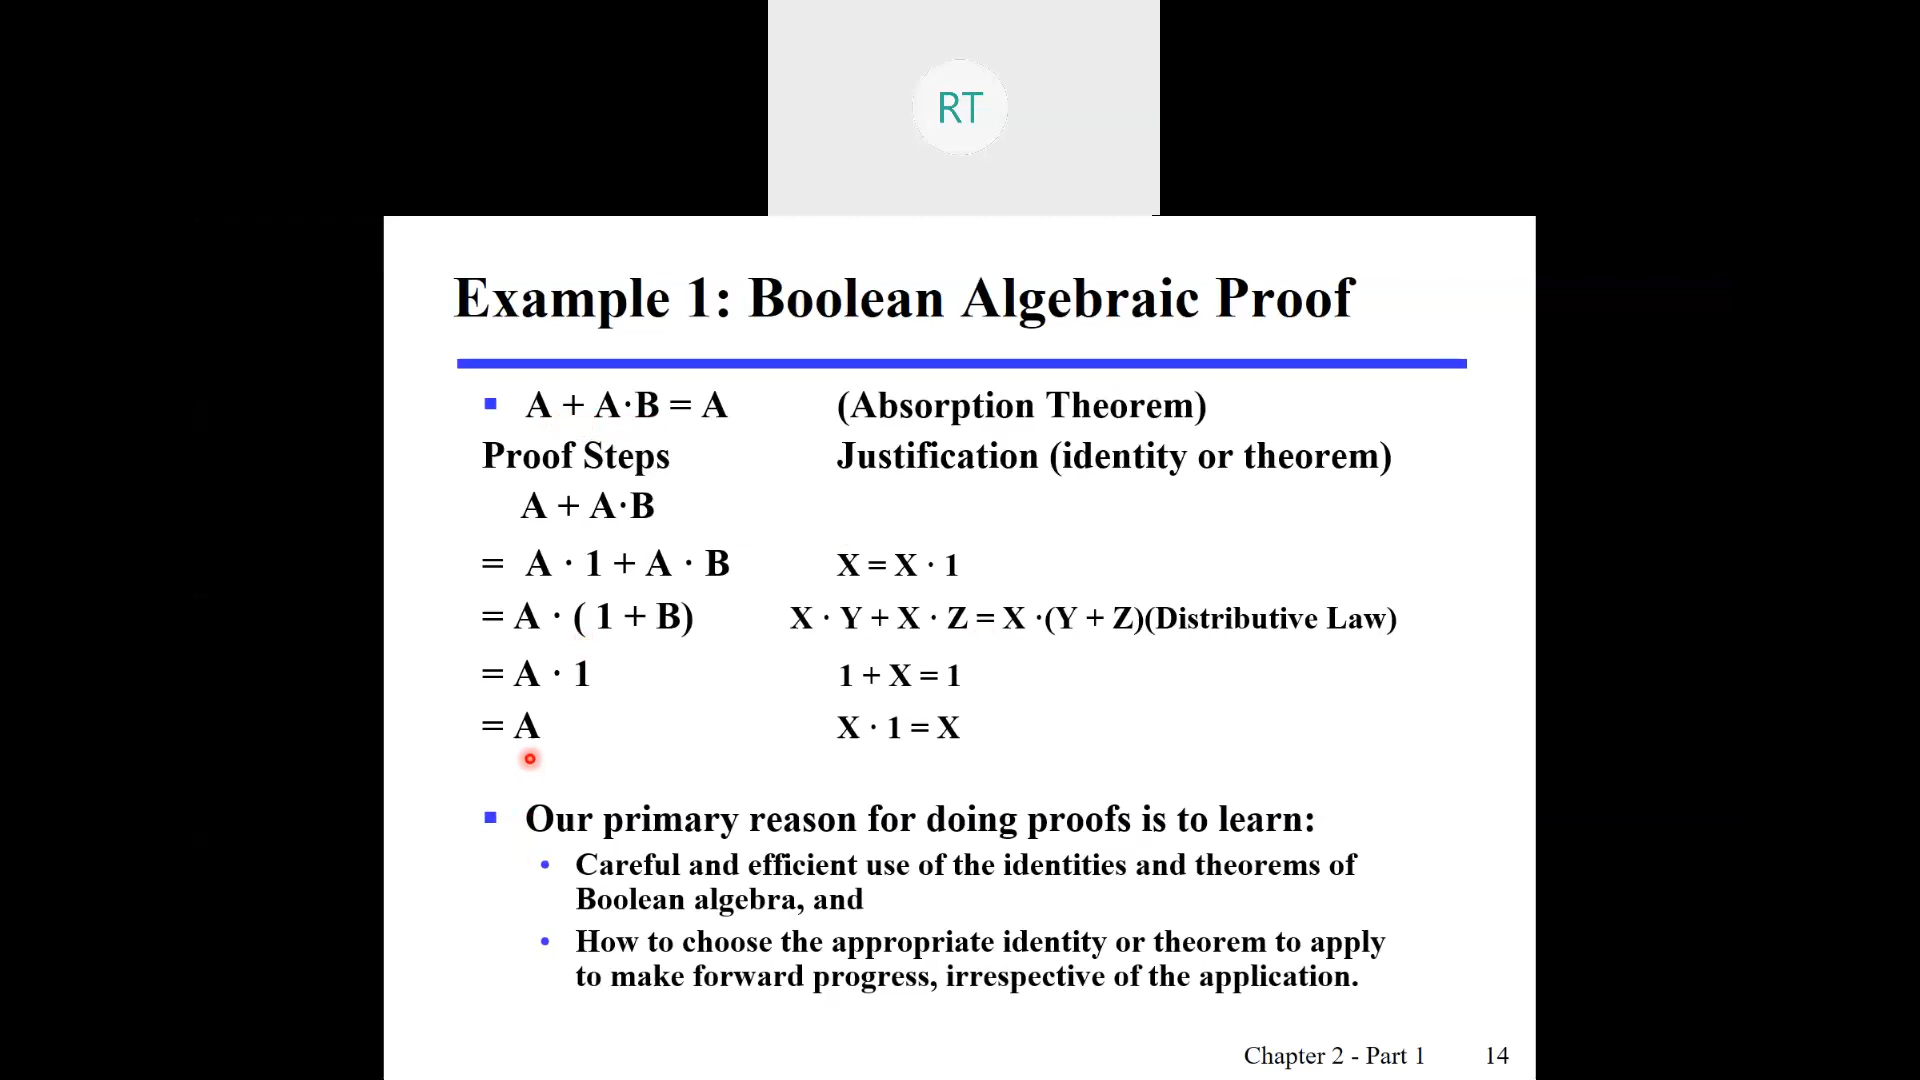 RT
Example 1: Boolean Algebraic Proof
A + A·B = A (Absorption Theorem)
Proof Steps Justification (identity or theorem)
A + A·B
= A · 1 + A · B X = X · 1
= A · ( 1 + B) X · Y + X · Z = X ·(Y + Z)(Distributive Law)
= A · 1 1 + X = 1
= A X · 1 = X
Our primary reason for doing proofs is to learn:
Careful and efficient use of the identities and theorems of
Boolean algebra, and
How to choose the appropriate identity or theorem to apply
to make forward progress, irrespective of the application.
Chapter 2 - Part 1 14